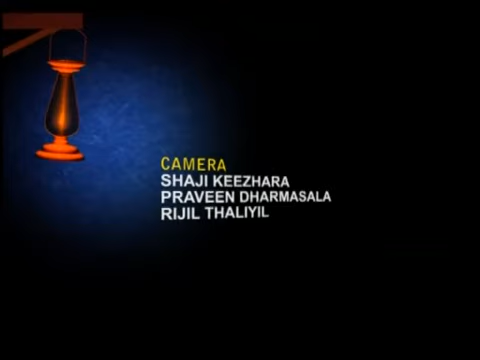 CAMERA
SHAJI KEEZHARA
PRAVEEN DHARMASALA
RIJIL THALIYIL